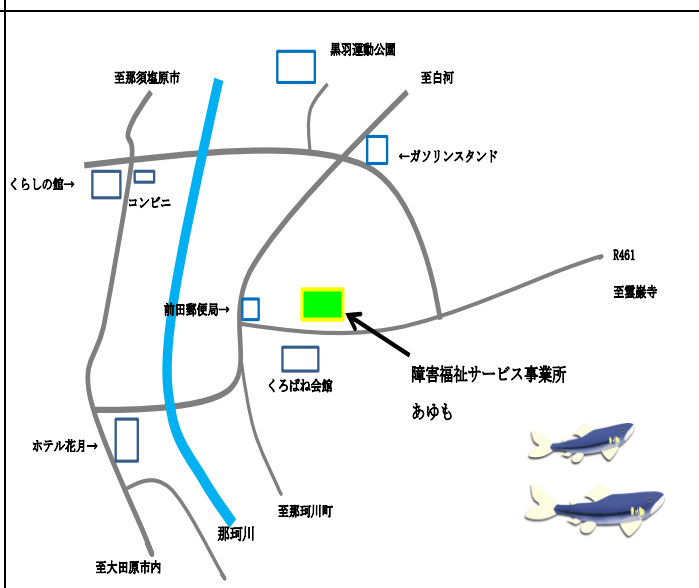 黒羽運動公園
至那須塩原市
至白河
←ガソリンスタンド
くらしの館→
コンビニ
R461
至雲巌寺
前田郵便局→
障害福祉サービス事業所
あゆも
くろばね会館
ホテル花月→
至那珂川町
那珂川
至大田原市内